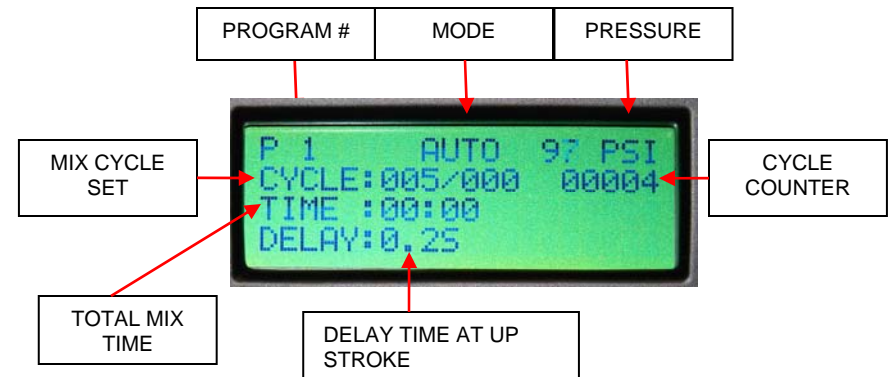 PROGRAM #
MODE
PRESSURE
MIX CYCLE
SET
P 1 AUTO 97 PSI
CYCLE:005/000 00004
TIME :00:00
DELAY:0.2S
CYCLE
COUNTER
TOTAL MIX
TIME
DELAY TIME AT UP
STROKE